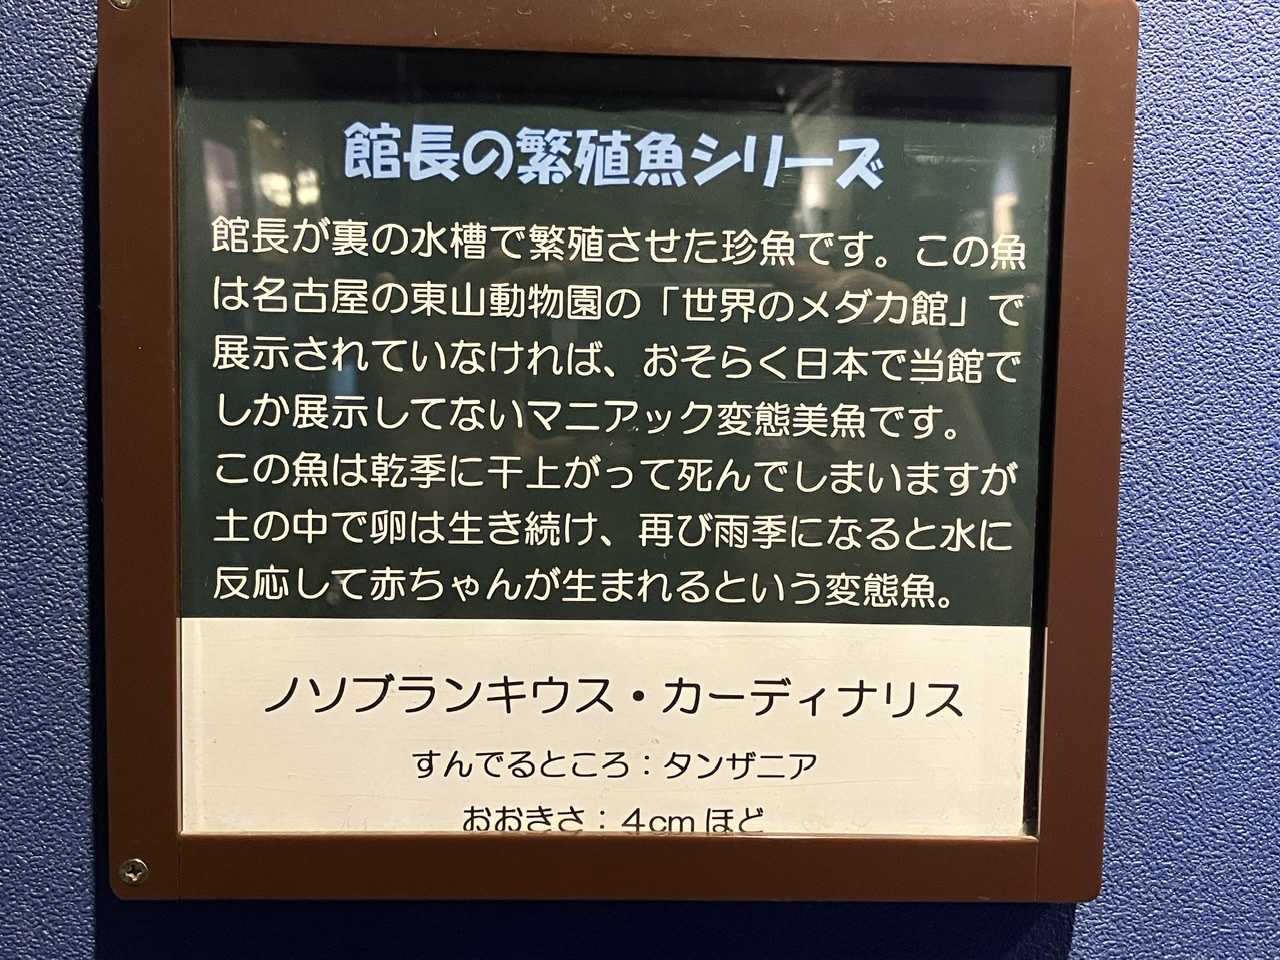 館長の繁殖魚シリーズ
館長が裏の水槽で繁殖させた珍魚です。この魚
は名古屋の東山動物園の「世界のメダカ館」で
展示されていなければ、おそらく日本で当館で
しか展示してないマニアック変態美魚です。
この魚は乾季に干上がって死んでしまいますが
土の中で卵は生き続け、再び雨季になると水に
反応して赤ちゃんが生まれるという変態魚。
ノソブランキウス・カーディナリス
すんでるところ：タンザニア
おおきさ：４cm ほど